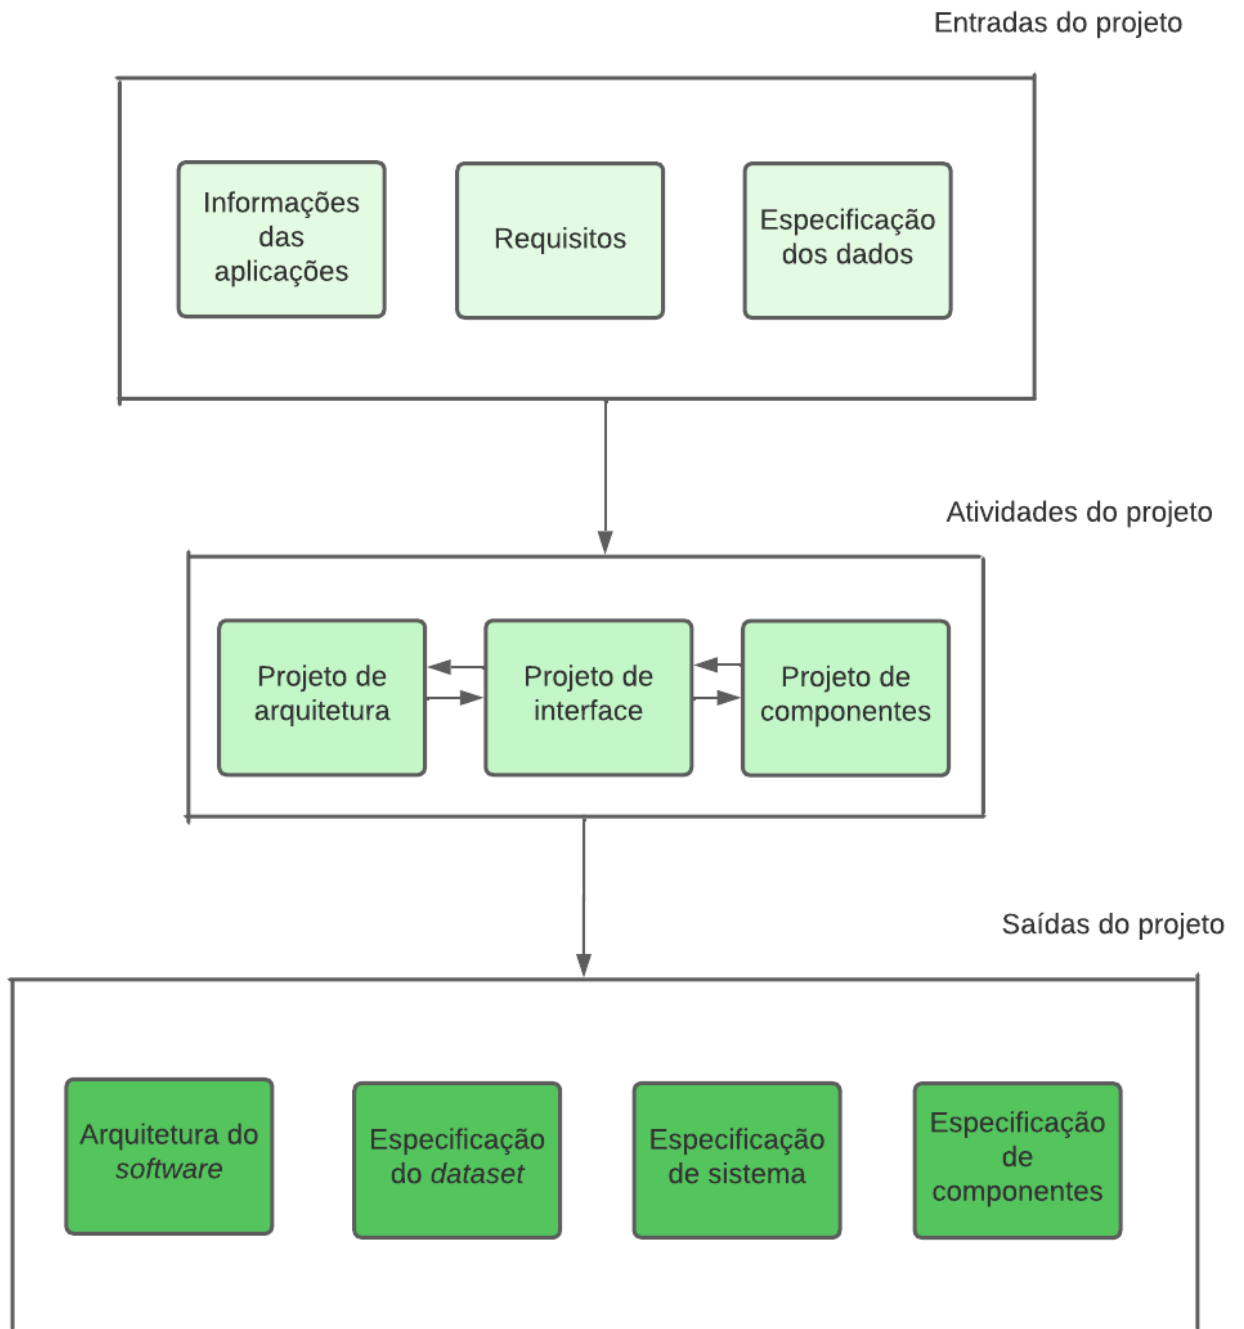 Entradas do projeto
Informações
das
aplicações
Requisitos
Especificação
dos dados
Atividades do projeto
Projeto de
arquitetura
Projeto de
interface
Projeto de
componentes
Saídas do projeto
Arquitetura do
software
Especificação
do dataset
Especificação
de sistema
Especificação
de
componentes